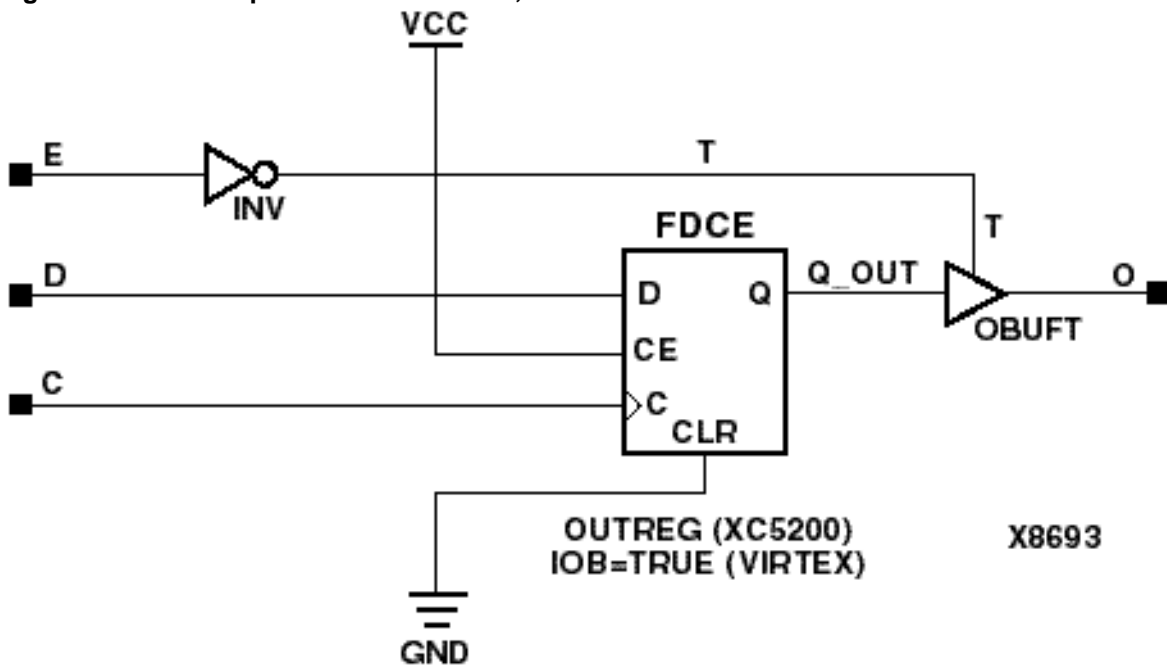 VCC
E
INV
T
FDCE
T
D
D
Q
Q_OUT
O
OBUFT
CE
C
C
CLR
OUTREG (XC5200)
IOB=TRUE (VIRTEX)
X8693
GND